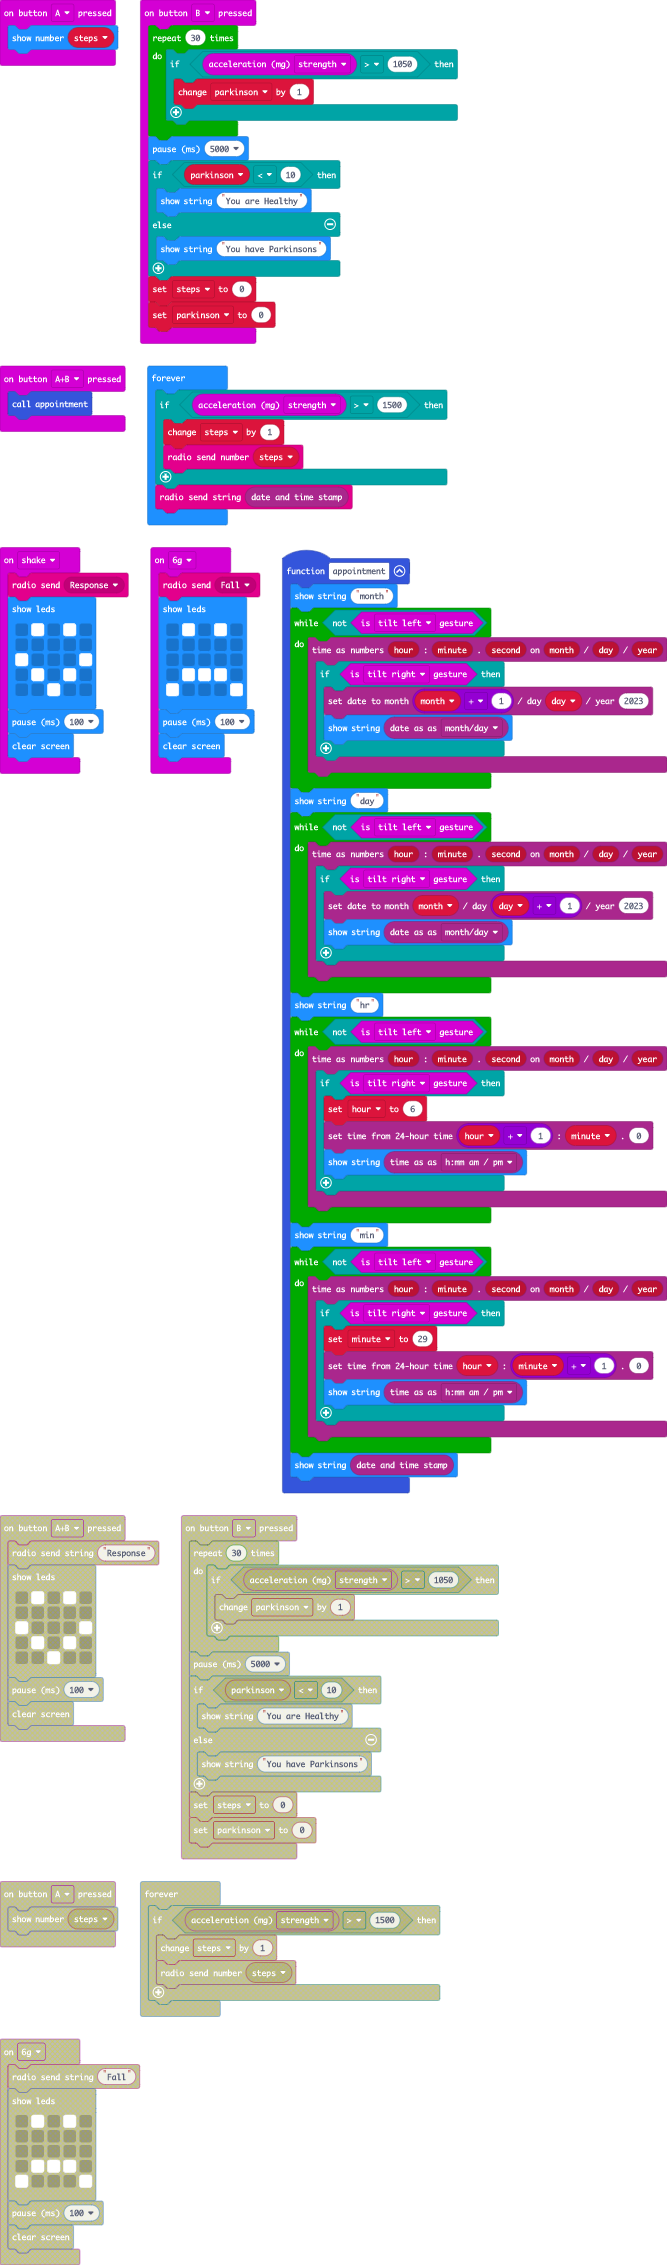 on button A pressed
show number steps
on button B pressed
repeat 30 times
do
if acceleration (mg) strength > 1050 then
change parkinson by 1
pause (ms) 5000
if parkinson < 10 then
show string "You are Healthy"
else
show string "You have Parkinsons"
set steps to 0
set parkinson to 0
on button A+B pressed
call appointment
forever
if acceleration (mg) strength > 1500 then
change steps by 1
radio send number steps
radio send string date and time stamp
on shake
radio send Response
show leds
pause (ms) 100
clear screen
on 6g
radio send Fall
show leds
pause (ms) 100
clear screen
function appointment
show string "month"
while not is tilt left gesture
do
time as numbers hour : minute . second on month / day / year
if is tilt right gesture then
set date to month month + 1 / day day / year 2023
show string date as as month/day
show string "day"
while not is tilt left gesture
do
time as numbers hour : minute . second on month / day / year
if is tilt right gesture then
set date to month month / day day + 1 / year 2023
show string date as as month/day
show string "hr"
while not is tilt left gesture
do
time as numbers hour : minute . second on month / day / year
if is tilt right gesture then
set hour to 6
set time from 24-hour time hour + 1 : minute . 0
show string time as as h:mm am / pm
show string "min"
while not is tilt left gesture
do
time as numbers hour : minute . second on month / day / year
if is tilt right gesture then
set minute to 29
set time from 24-hour time hour : minute + 1 . 0
show string time as as h:mm am / pm
show string date and time stamp
on button A+B pressed
radio send string "Response"
show leds
pause (ms) 100
clear screen
on button B pressed
repeat 30 times
do
if acceleration (mg) strength > 1050 then
change parkinson by 1
pause (ms) 5000
if parkinson < 10 then
show string "You are Healthy"
else
show string "You have Parkinsons"
set steps to 0
set parkinson to 0
on button A pressed
show number steps
forever
if acceleration (mg) strength > 1500 then
change steps by 1
radio send number steps
on 6g
radio send string "Fall"
show leds
pause (ms) 100
clear screen